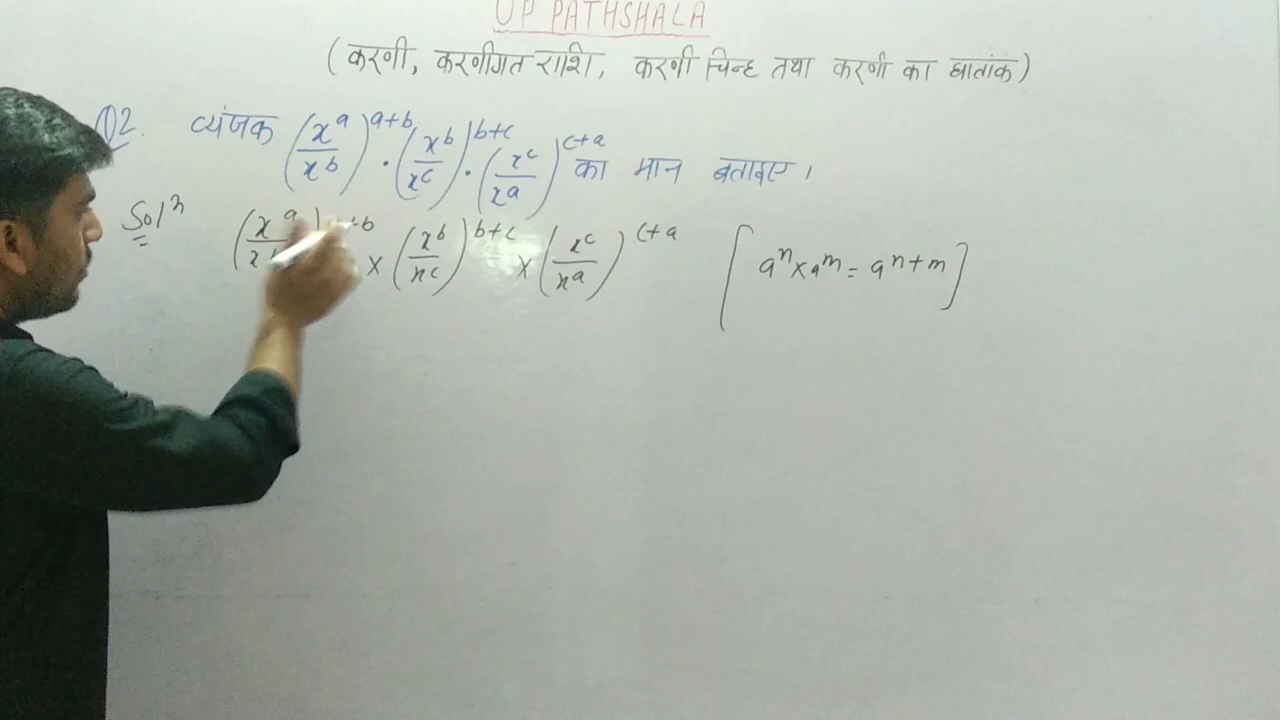 UP PATHSHALA
(करणी, करणीगत राशि, करणी चिन्ह तथा करणी का घातांक)
Q2. व्यंजक (x^a/x^b)^a+b · (x^b/x^c)^b+c · (x^c/x^a)^c+a का मान बताइए।
Sol^n (x^a/x × (x^b/x^c)^b+c × (x^c/x^a)^c+a [a^n × a^m = a^n+m]